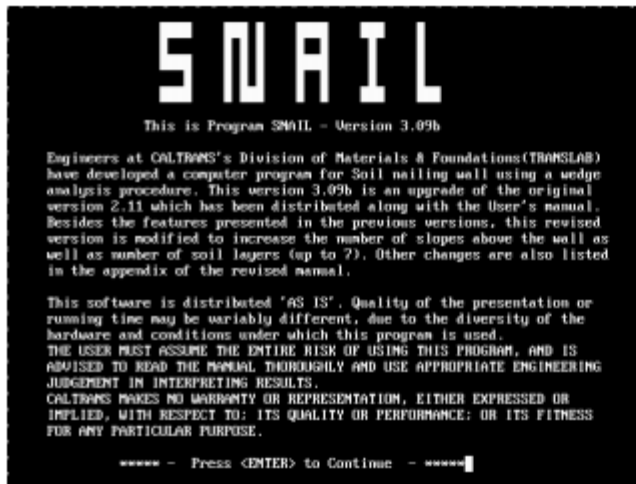 SNAIL
This is Program SNAIL - Version 3.09b
Engineers at CALTRANS's Division of Materials & Foundations(TRANSLAB)
have developed a computer program for Soil nailing wall using a wedge
analysis procedure. This version 3.09b is an upgrade of the original
version 2.11 which has been distributed along with the User's manual.
Besides the features presented in the previous versions, this revised
version is modified to increase the number of slopes above the wall as
well as number of soil layers (up to 7). Other changes are also listed
in the appendix of the revised manual.
This software is distributed 'AS IS'. Quality of the presentation or
running time may be variably different, due to the diversity of the
hardware and conditions under which this program is used.
THE USER MUST ASSUME THE ENTIRE RISK OF USING THIS PROGRAM, AND IS
ADVISED TO READ THE MANUAL THOROUGHLY AND USE APPROPRIATE ENGINEERING
JUDGEMENT IN INTERPRETING RESULTS.
CALTRANS MAKES NO WARRANTY OR REPRESENTATION, EITHER EXPRESSED OR
IMPLIED, WITH RESPECT TO: ITS QUALITY OR PERFORMANCE; OR ITS FITNESS
FOR ANY PARTICULAR PURPOSE.
***** - Press <ENTER> to Continue - *****